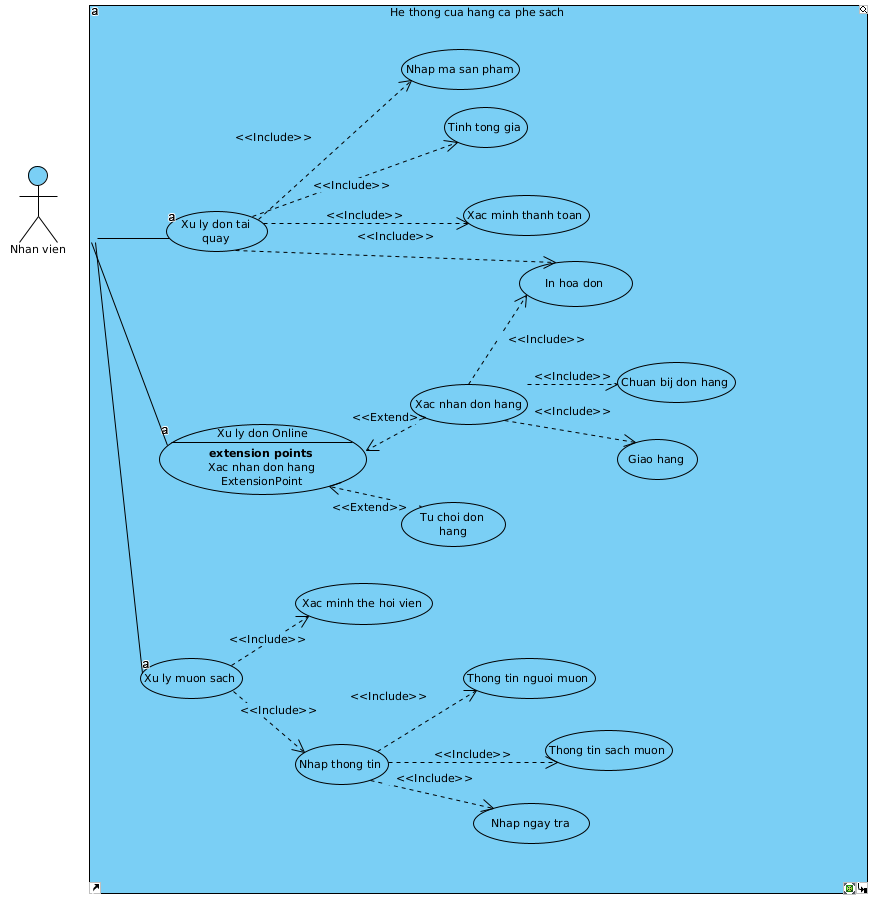 a
He thong cua hang ca phe sach
Nhap ma san pham
<<Include>>
Tinh tong gia
<<Include>>
a
Xu ly don tai
quay
<<Include>>
Xac minh thanh toan
<<Include>>
Nhan vien
In hoa don
<<Include>>
<<Include>>
Chuan bij don hang
Xac nhan don hang
<<Extend>>
<<Include>>
a
Xu ly don Online
extension points
Xac nhan don hang
ExtensionPoint
Giao hang
<<Extend>>
Tu choi don
hang
Xac minh the hoi vien
<<Include>>
a
Xu ly muon sach
<<Include>>
<<Include>>
Thong tin nguoi muon
Nhap thong tin
<<Include>>
Thong tin sach muon
<<Include>>
Nhap ngay tra